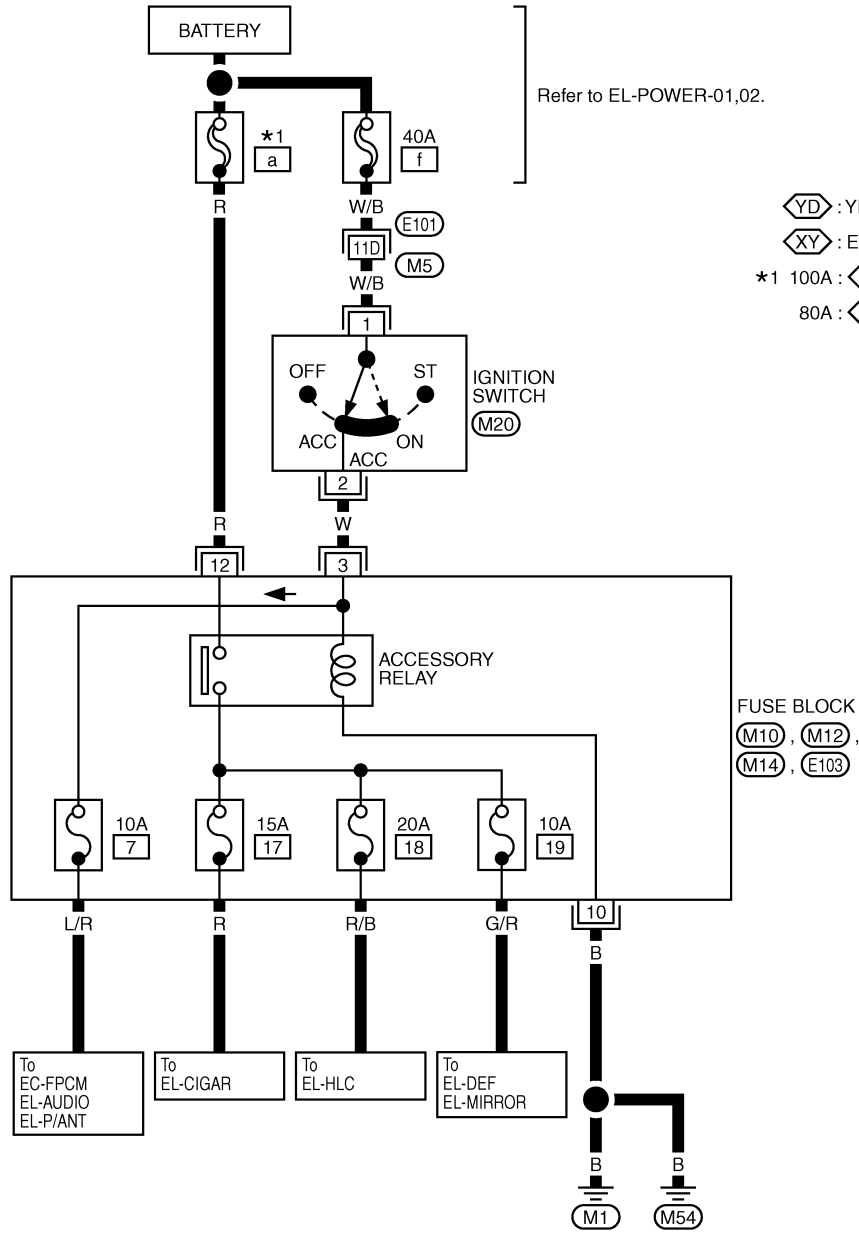 BATTERY
Refer to EL-POWER-01,02.
*1
a
40A
f
R
W/B
E101
11D
M5
W/B
YD : 
XY : E
*1 100A :
80A :
1
OFF
ST
IGNITION
SWITCH
M20
ACC
ON
ACC
2
R
W
12
3
ACCESSORY
RELAY
FUSE BLOCK
M10 , M12 ,
M14 , E103
10A
7
15A
17
20A
18
10A
19
10
L/R
R
R/B
G/R
B
To
EC-FPCM
EL-AUDIO
EL-P/ANT
To
EL-CIGAR
To
EL-HLC
To
EL-DEF
EL-MIRROR
B
B
M1
M54